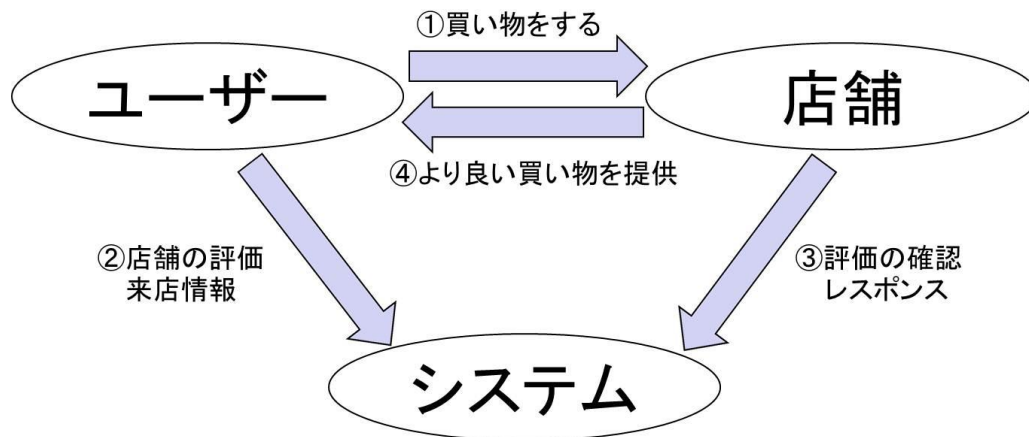 ①買い物をする
ユーザー
店舗
④より良い買い物を提供
②店舗の評価
来店情報
③評価の確認
レスポンス
システム